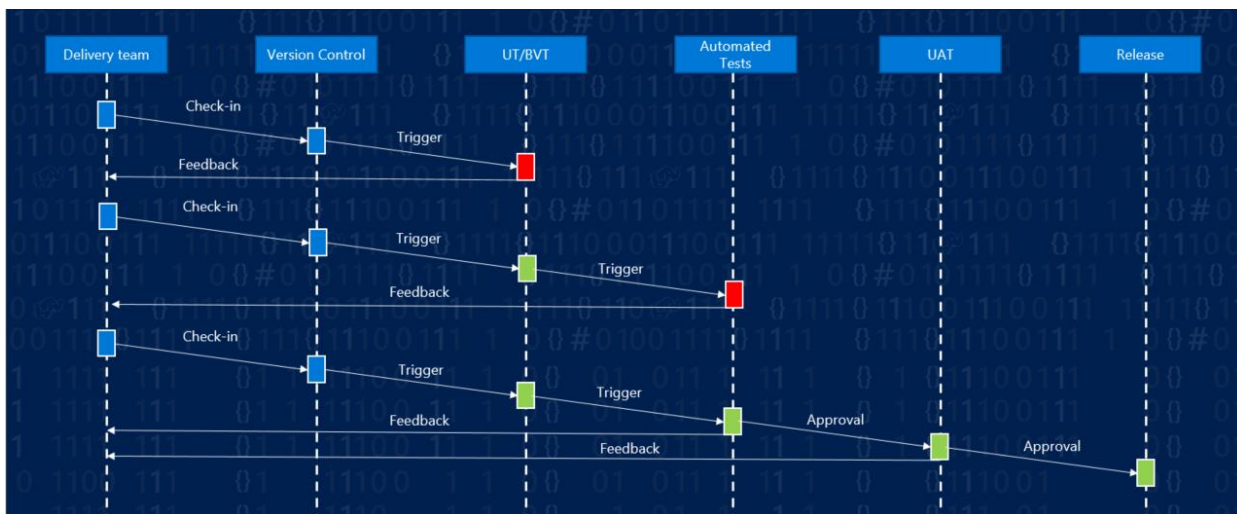 Delivery team
Version Control
UT/BVT
Automated
Tests
UAT
Release
Check-in
Trigger
Feedback
Check-in
Trigger
Trigger
Feedback
Check-in
Trigger
Trigger
Feedback
Approval
Feedback
Approval